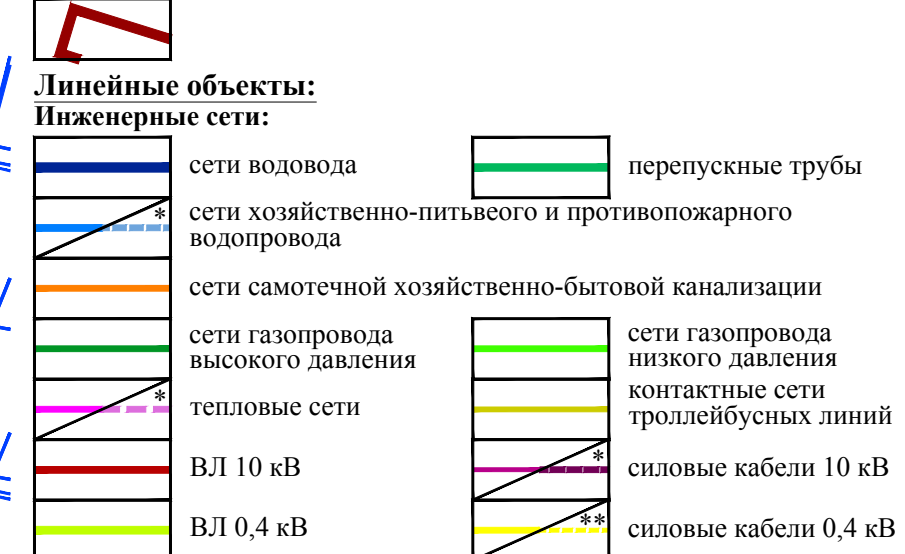 Линейные объекты:
Инженерные сети:
сети водовода
перепускные трубы
*
сети хозяйственно-питьвеого и противопожарного
водопровода
сети самотечной хозяйственно-бытовой канализации
сети газопровода
высокого давления
сети газопровода
низкого давления
*
тепловые сети
контактные сети
троллейбусных линий
ВЛ 10 кВ
*
силовые кабели 10 кВ
ВЛ 0,4 кВ
**
силовые кабели 0,4 кВ